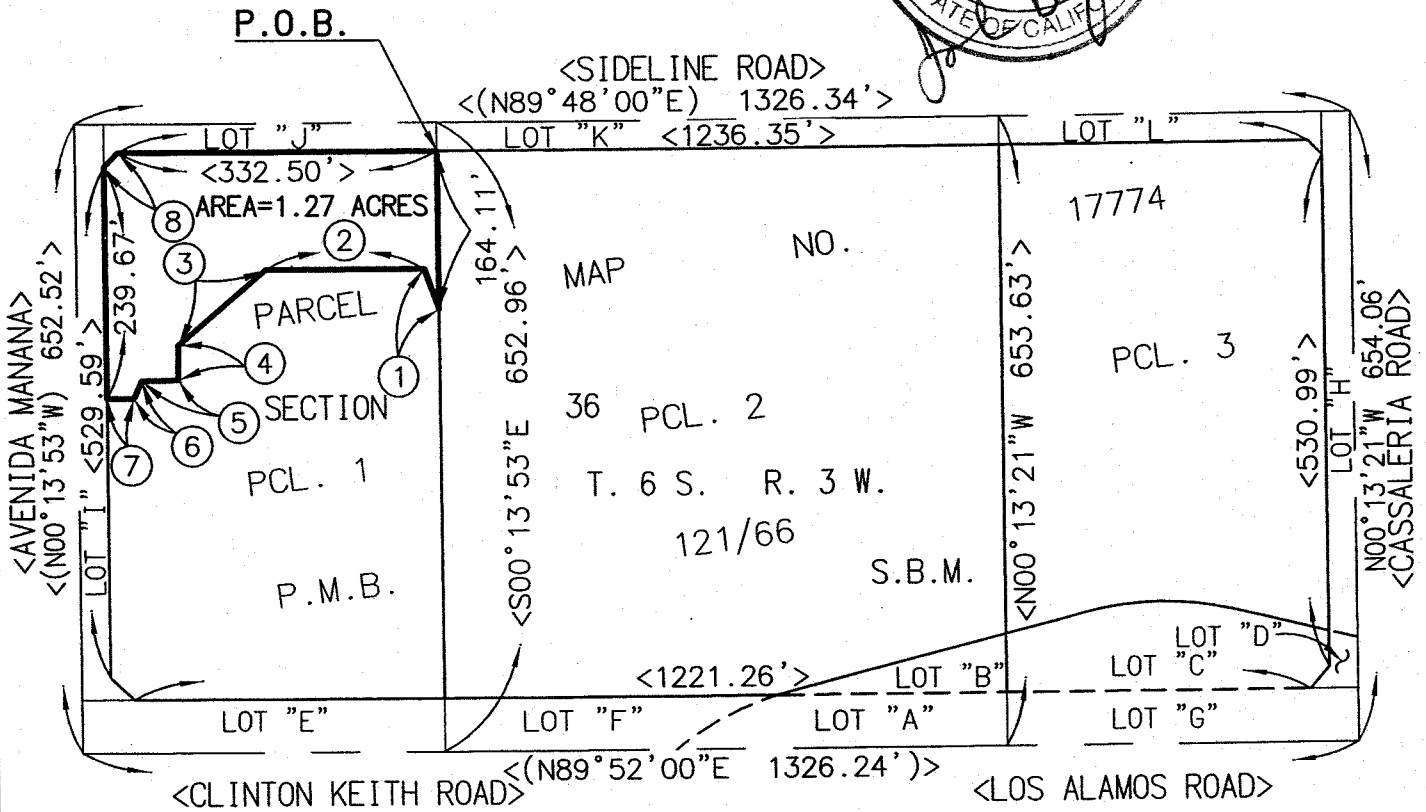 P.O.B.
ATE OF CALIF
<SIDELINE ROAD>
<(N89°48'00"E) 1326.34'>
LOT "J"
LOT "K" <1236.35'>
LOT "L"
<332.50'>
AREA=1.27 ACRES
8
2
3
164.11'
239.67'
<S00°13'53"E 652.96'>
MAP
NO.
17774
PARCEL
PCL. 3
4
1
5
6
7
SECTION
36
PCL. 2
PCL. 1
T. 6 S. R. 3 W.
121/66
P.M.B.
S.B.M.
<N00°13'21"W 653.63'>
<530.99'>
LOT "H"
N00°13'21"W 654.06'
<CASSALERIA ROAD>
<AVENIDA MANANA>
<(N00°13'53"W) 652.52'>
LOT "I" <529.59'>
LOT "D"
LOT "C"
<1221.26'>
LOT "B"
LOT "E"
LOT "F"
LOT "A"
LOT "G"
<(N89°52'00"E 1326.24')>
<CLINTON KEITH ROAD>
<LOS ALAMOS ROAD>